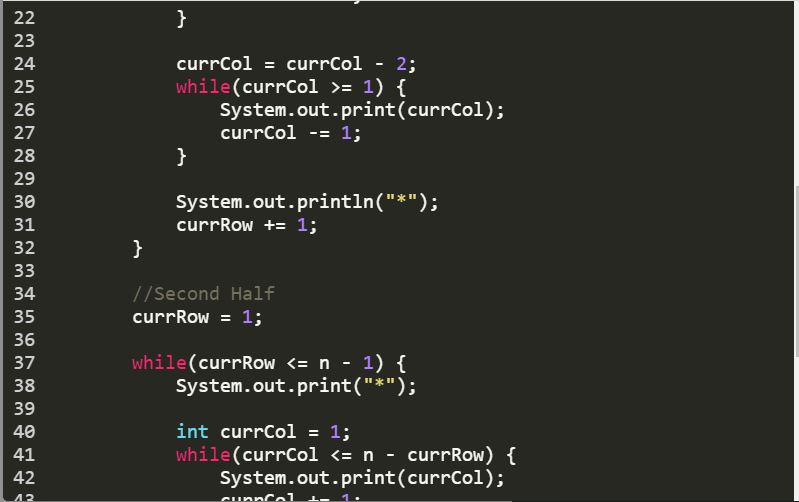 22 }
23
24 currCol = currCol - 2;
25 while(currCol >= 1) {
26 System.out.print(currCol);
27 currCol -= 1;
28 }
29
30 System.out.println("*");
31 currRow += 1;
32 }
33
34 //Second Half
35 currRow = 1;
36
37 while(currRow <= n - 1) {
38 System.out.print("*");
39
40 int currCol = 1;
41 while(currCol <= n - currRow) {
42 System.out.print(currCol);
43 currCol += 1;